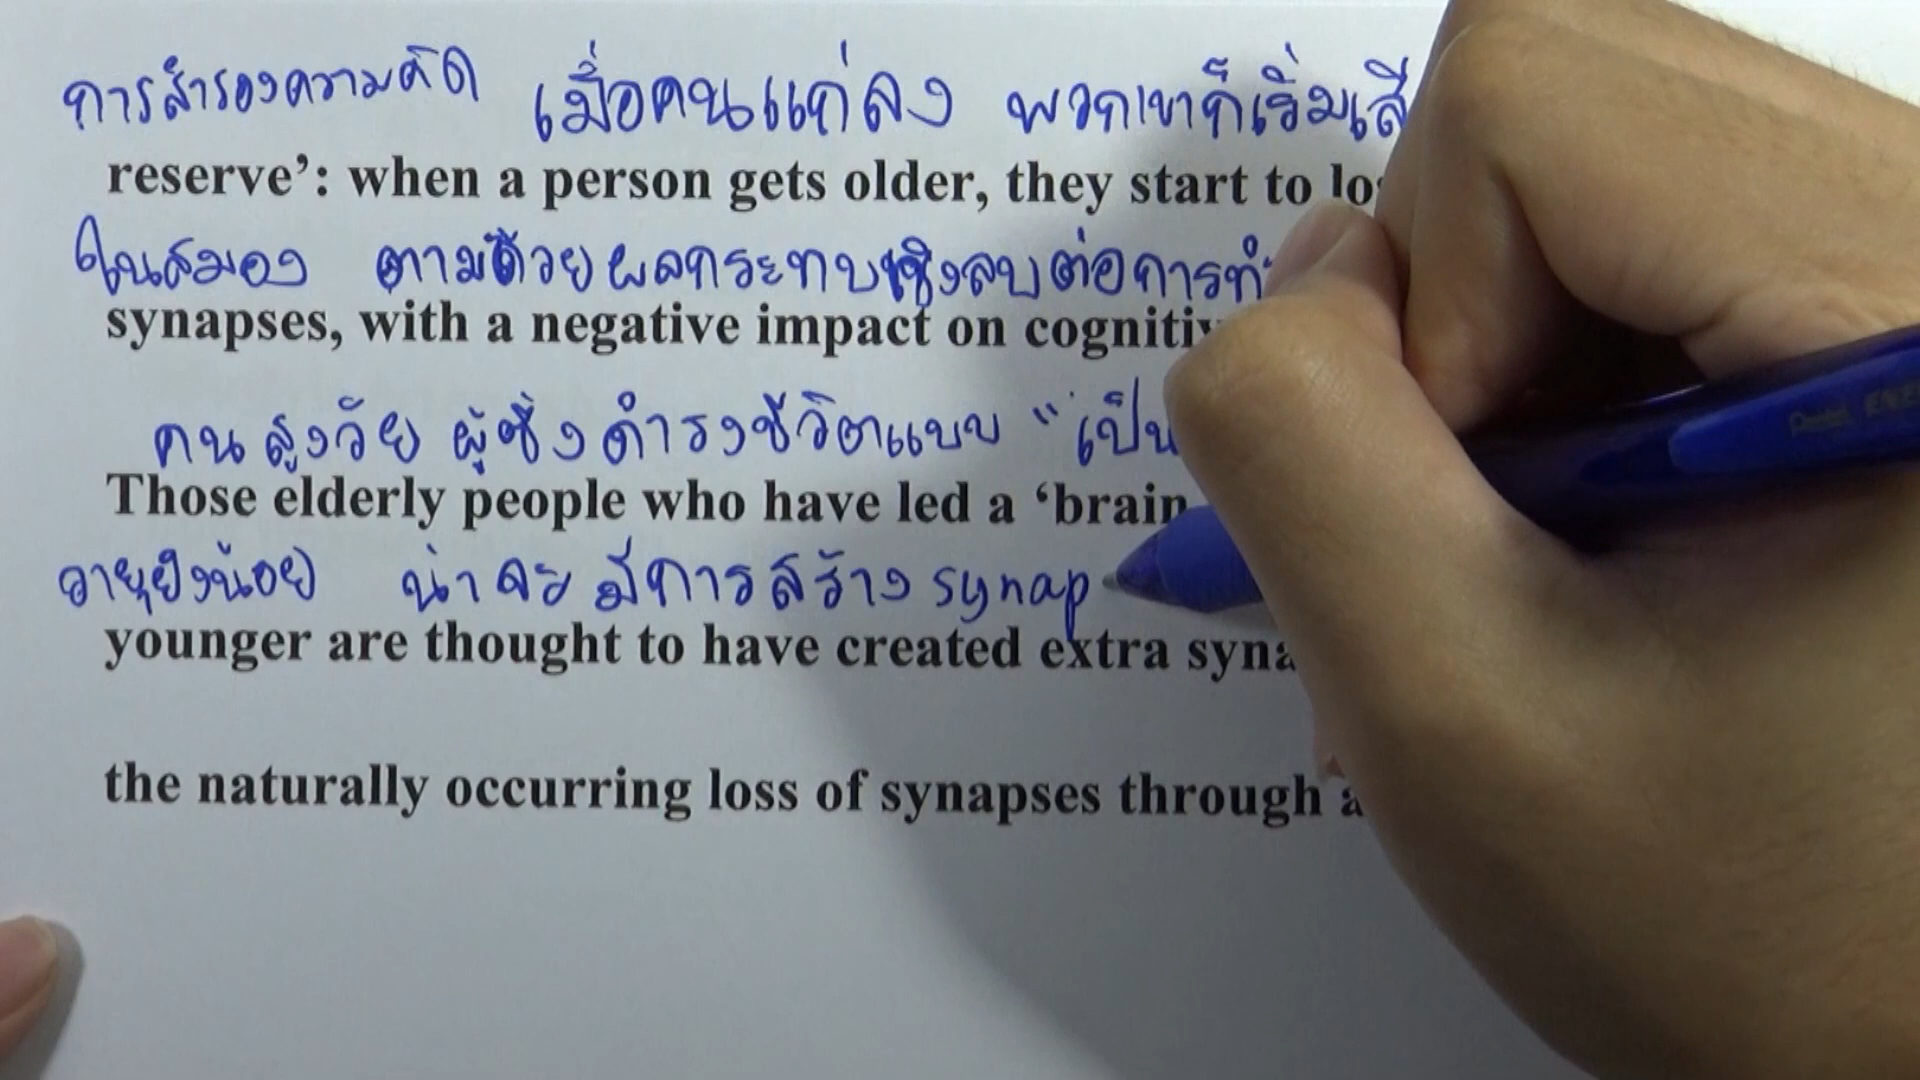 การสำรองความคิด เมื่อคนแก่ลง พวกเขาก็เริ่มเสี
reserve’: when a person gets older, they start to lo
ในสมอง ตามด้วยผลกระทบเชิงลบต่อการทำ
synapses, with a negative impact on cognitiv
คนสูงวัย ผู้ซึ่งดำรงชีวิตแบบ “เป็น
Those elderly people who have led a ‘brain
อายุยิ่งน้อย น่าจะมีการสร้าง synap
younger are thought to have created extra syna
the naturally occurring loss of synapses through a